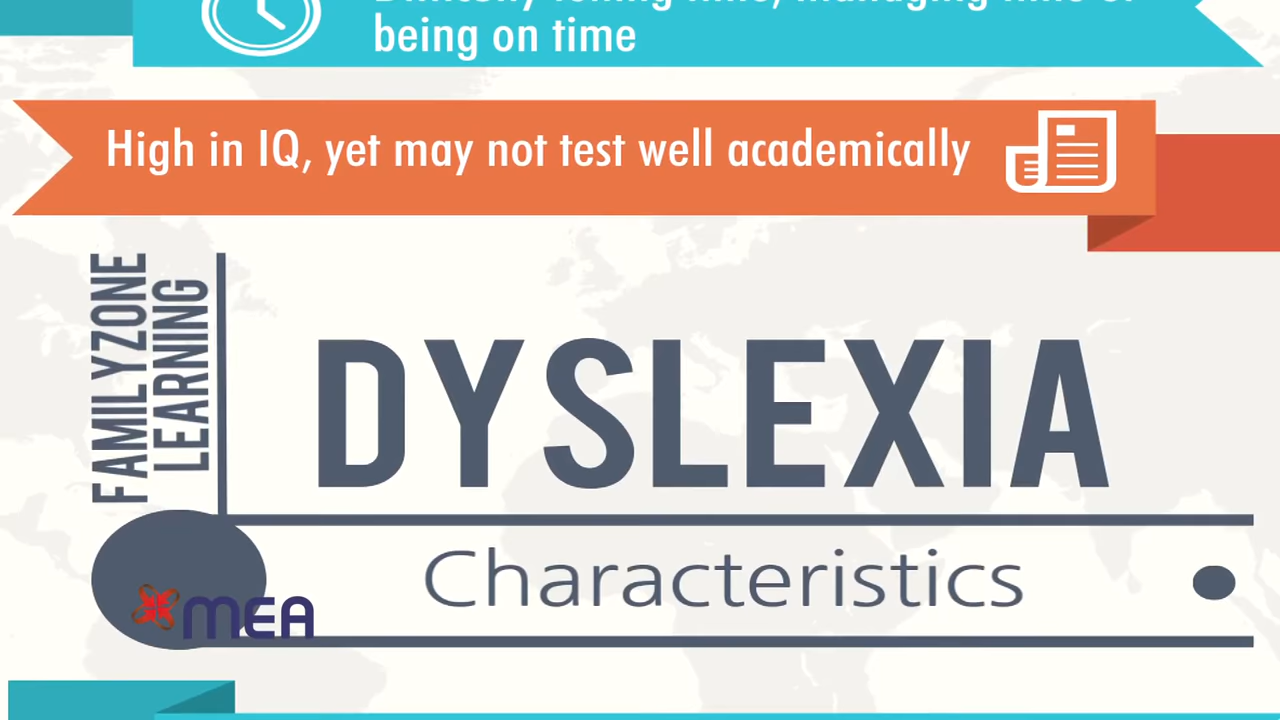 being on time
High in IQ, yet may not test well academically
FAMILYZONE
LEARNING
DYSLEXIA
Characteristics
MEA